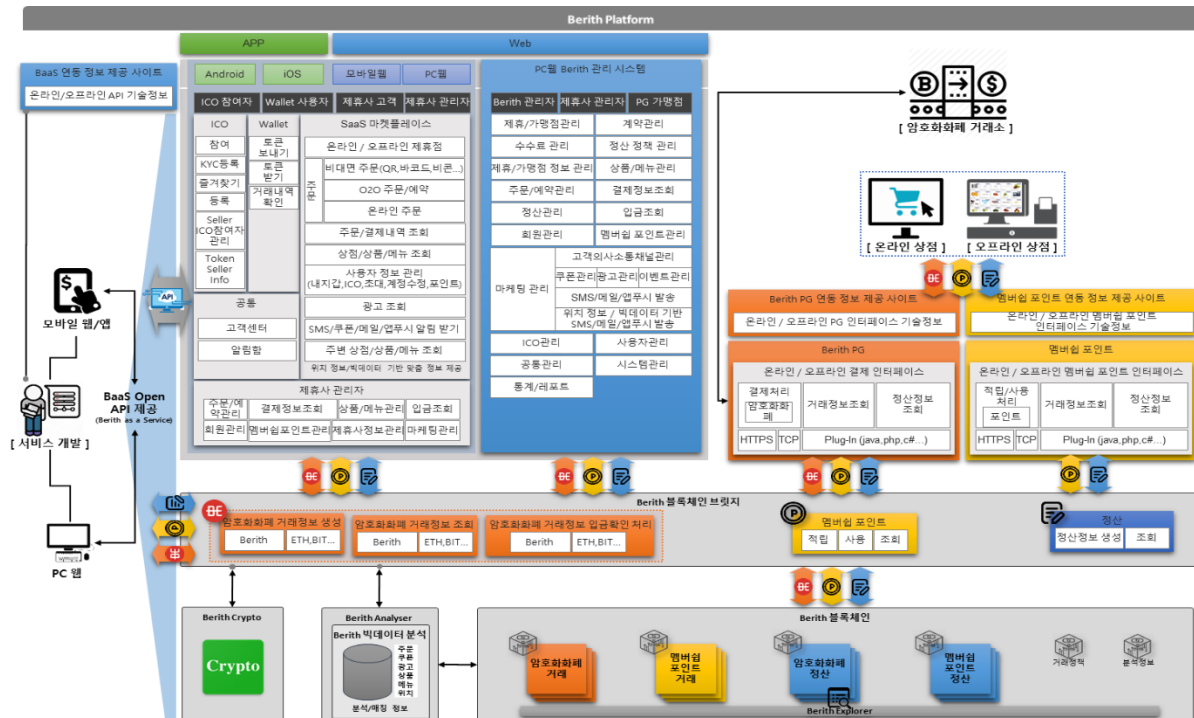 Berith Platform
APP
Web
BaaS 연동 정보 제공 사이트
온라인/오프라인 API 기술정보
Android
iOS
모바일웹
PC웹
ICO 참여자
Wallet 사용자
제휴사 고객
제휴사 관리자
ICO
참여
KYC등록
즐겨찾기
등록
Seller
ICO참여자
관리
Token
Seller
Info
Wallet
토큰
보내기
토큰
받기
거래내역
확인
SaaS 마켓플레이스
온라인 / 오프라인 제휴점
주문
비대면 주문(QR,바코드,비콘...)
O2O 주문/예약
온라인 주문
주문/결제내역 조회
상점/상품/메뉴 조회
사용자 정보 관리
(내지갑,ICO,초대,계정수정,포인트)
광고 조회
SMS/쿠폰/메일/앱푸시 알림 받기
주변 상점/상품/메뉴 조회
위치 정보/빅데이터 기반 맞춤 정보 제공
공통
고객센터
알림함
제휴사 관리자
주문/예
약관리
결제정보조회
상품/메뉴관리
입금조회
회원관리
멤버쉽포인트관리
제휴사정보관리
마케팅관리
PC웹 Berith 관리 시스템
Berith 관리자
제휴사 관리자
PG 가맹점
제휴/가맹점관리
계약관리
수수료 관리
정산 정책 관리
제휴/가맹점 정보 관리
상품/메뉴관리
주문/예약관리
결제정보조회
정산관리
입금조회
회원관리
멤버쉽 포인트관리
마케팅 관리
고객의사소통채널관리
쿠폰관리
광고관리
이벤트관리
SMS/메일/앱푸시 발송
위치 정보 / 빅데이터 기반
SMS/메일/앱푸시 발송
ICO관리
사용자관리
공통관리
시스템관리
통계/레포트
[ 암호화화폐 거래소 ]
[ 온라인 상점 ]
[ 오프라인 상점 ]
Berith PG 연동 정보 제공 사이트
온라인 / 오프라인 PG 인터페이스 기술정보
멤버쉽 포인트 연동 정보 제공 사이트
온라인 / 오프라인 멤버쉽 포인트
인터페이스 기술정보
Berith PG
온라인 / 오프라인 결제 인터페이스
결제처리
암호화화
폐
거래정보조회
정산정보
조회
HTTPS
TCP
Plug-In (java,php,c#...)
멤버쉽 포인트
온라인 / 오프라인 멤버쉽 포인트 인터페이스
적립/사용
처리
포인트
거래정보조회
정산정보
조회
HTTPS
TCP
Plug-In (java,php,c#...)
API
모바일 웹/앱
[ 서비스 개발 ]
BaaS Open
API 제공
(Berith as a Service)
PC 웹
Berith 블록체인 브릿지
암호화화폐 거래정보 생성
Berith
ETH,BIT...
암호화화폐 거래정보 조회
Berith
ETH,BIT...
암호화화폐 거래정보 입금확인 처리
Berith
ETH,BIT...
멤버쉽 포인트
적립
사용
조회
정산
정산정보 생성
조회
Berith Crypto
Crypto
Berith Analyser
Berith 빅데이터 분석
주문
쿠폰
광고
상품
메뉴
위치
분석/매칭 정보
Berith 블록체인
암호화화폐
거래
멤버쉽
포인트
거래
암호화화폐
정산
멤버쉽
포인트
정산
거래정책
분석정보
Berith Explorer